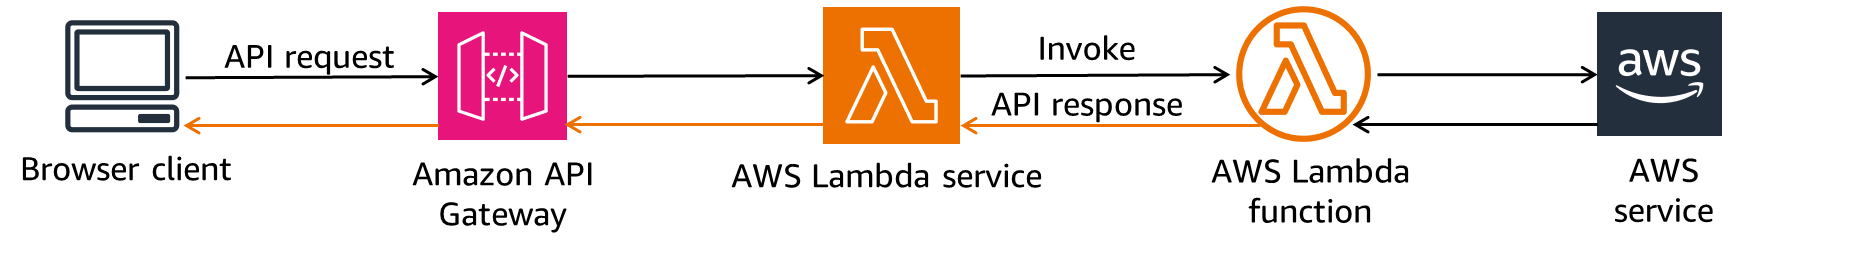 API request
Invoke
API response
</>
aws
Browser client
Amazon API
Gateway
AWS Lambda service
AWS Lambda
function
AWS
service